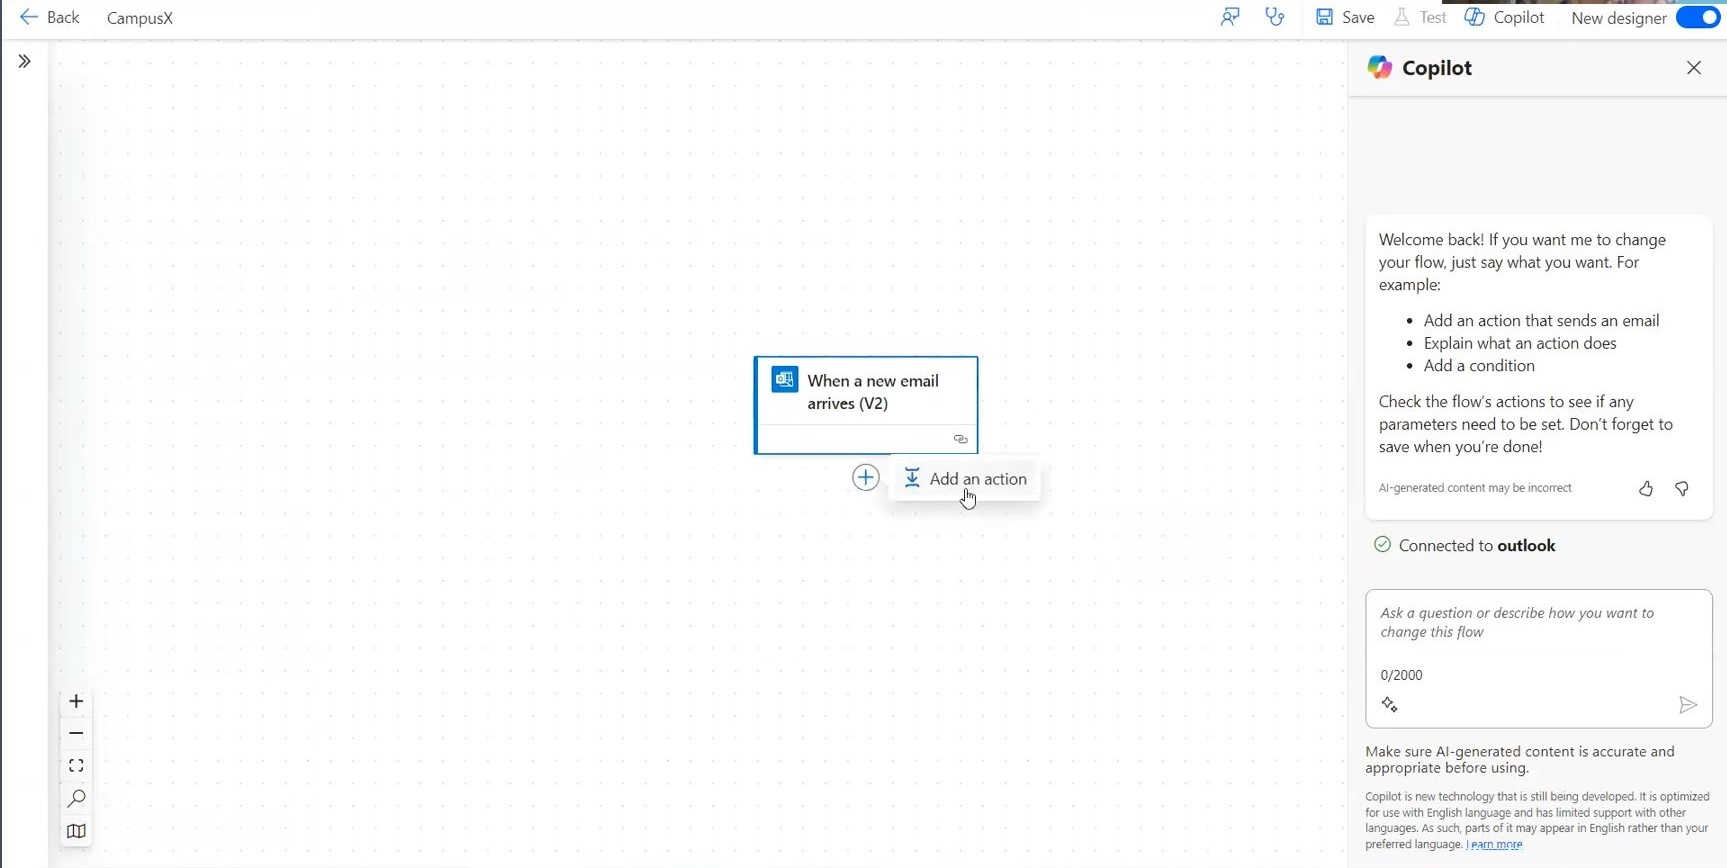 Back CampusX Save Test Copilot New designer
Copilot
Welcome back! If you want me to change
your flow, just say what you want. For
example:
• Add an action that sends an email
• Explain what an action does
• Add a condition
Check the flow's actions to see if any
parameters need to be set. Don't forget to
save when you're done!
AI-generated content may be incorrect
When a new email
arrives (V2)
Add an action
Connected to outlook
Ask a question or describe how you want to
change this flow
0/2000
Make sure AI-generated content is accurate and
appropriate before using.
Copilot is new technology that is still being developed. It is optimized
for use with English language and has limited support with other
languages. As such, parts of it may appear in English rather than your
preferred language. Learn more